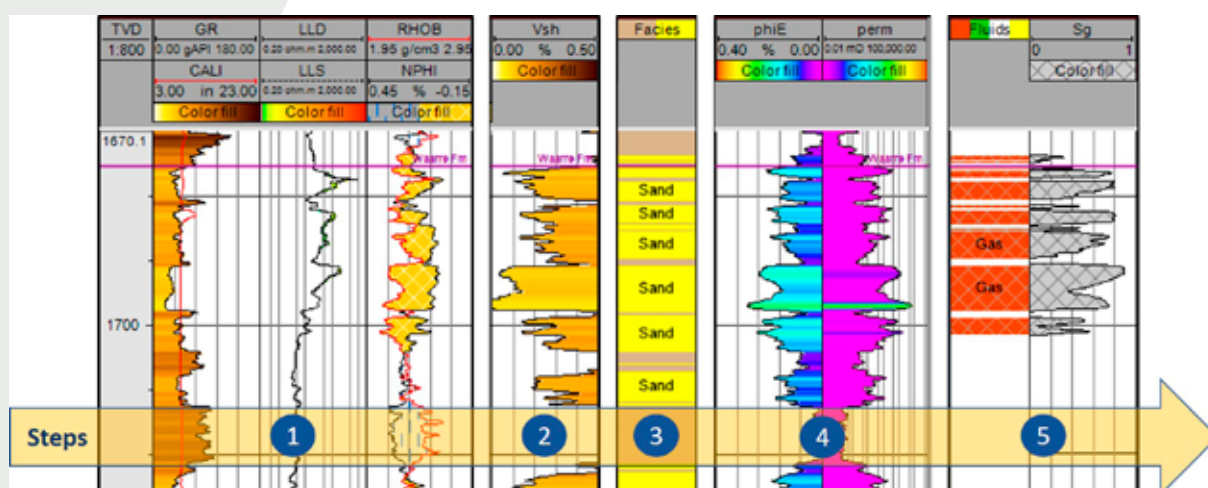 TVD GR LLD RHOB Vsh Facies phiE perm Fluids Sg
1:800 0.00 gAPI 180.00 0.20 ohm.m 2,000.00 1.95 g/cm3 2.95 0.00 % 0.50 0.40 % 0.00 0.01 mD 100,000.00 0 1
CALI LLS NPHI Color fill Color fill Color fill Color fill
3.00 in 23.00 0.20 ohm.m 2,000.00 0.45 % -0.15
Color fill Color fill Color fill
1670.1
Waarre Fm Waarre Fm Waarre Fm
Sand
Sand
Sand Gas
Sand Gas
1700 Sand
Sand
Steps 1 2 3 4 5